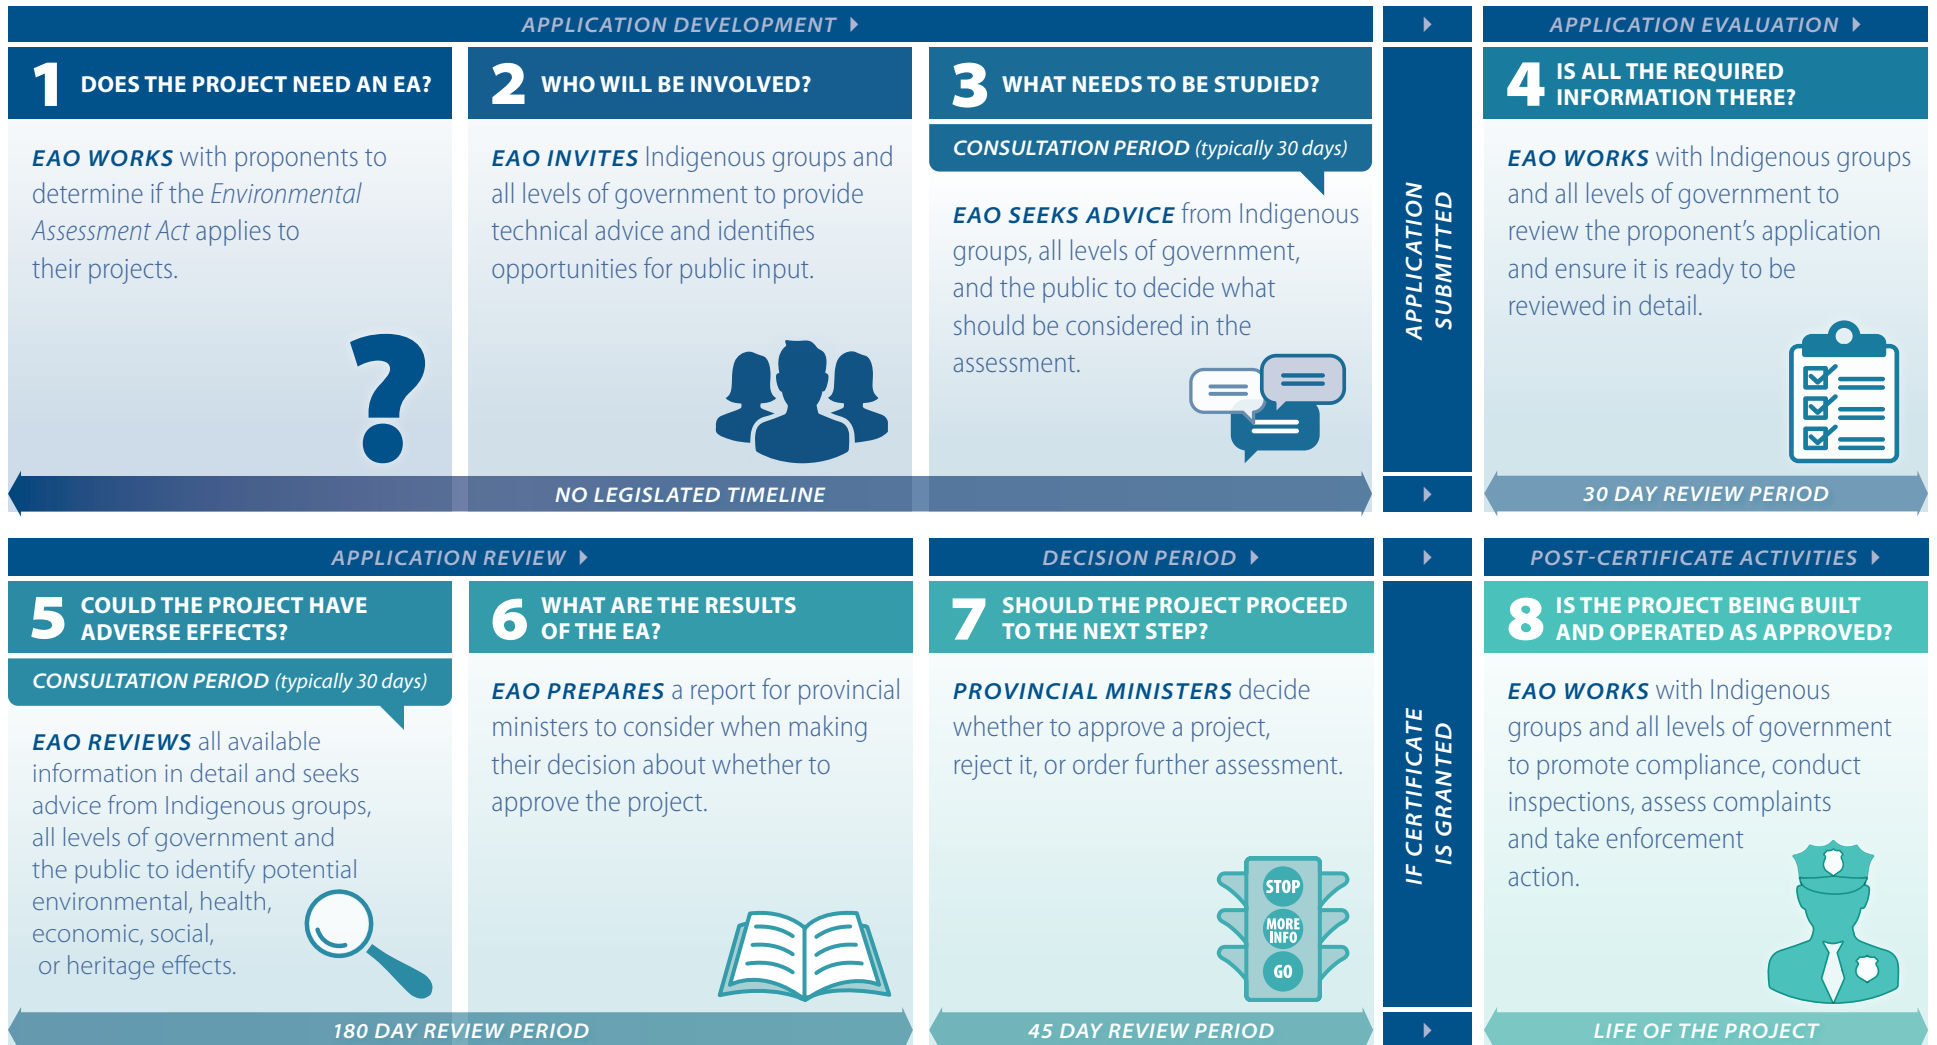 APPLICATION DEVELOPMENT
1 DOES THE PROJECT NEED AN EA?
EAO WORKS with proponents to
determine if the Environmental
Assessment Act applies to
their projects.
2 WHO WILL BE INVOLVED?
EAO INVITES Indigenous groups and
all levels of government to provide
technical advice and identifies
opportunities for public input.
3 WHAT NEEDS TO BE STUDIED?
CONSULTATION PERIOD (typically 30 days)
EAO SEEKS ADVICE from Indigenous
groups, all levels of government,
and the public to decide what
should be considered in the
assessment.
NO LEGISLATED TIMELINE
APPLICATION
SUBMITTED
APPLICATION EVALUATION
4 IS ALL THE REQUIRED
INFORMATION THERE?
EAO WORKS with Indigenous groups
and all levels of government to
review the proponent’s application
and ensure it is ready to be
reviewed in detail.
30 DAY REVIEW PERIOD
APPLICATION REVIEW
5 COULD THE PROJECT HAVE
ADVERSE EFFECTS?
CONSULTATION PERIOD (typically 30 days)
EAO REVIEWS all available
information in detail and seeks
advice from Indigenous groups,
all levels of government and
the public to identify potential
environmental, health,
economic, social,
or heritage effects.
6 WHAT ARE THE RESULTS
OF THE EA?
EAO PREPARES a report for provincial
ministers to consider when making
their decision about whether to
approve the project.
180 DAY REVIEW PERIOD
DECISION PERIOD
7 SHOULD THE PROJECT PROCEED
TO THE NEXT STEP?
PROVINCIAL MINISTERS decide
whether to approve a project,
reject it, or order further assessment.
STOP
MORE
INFO
GO
45 DAY REVIEW PERIOD
IF CERTIFICATE
IS GRANTED
POST-CERTIFICATE ACTIVITIES
8 IS THE PROJECT BEING BUILT
AND OPERATED AS APPROVED?
EAO WORKS with Indigenous
groups and all levels of government
to promote compliance, conduct
inspections, assess complaints
and take enforcement
action.
LIFE OF THE PROJECT